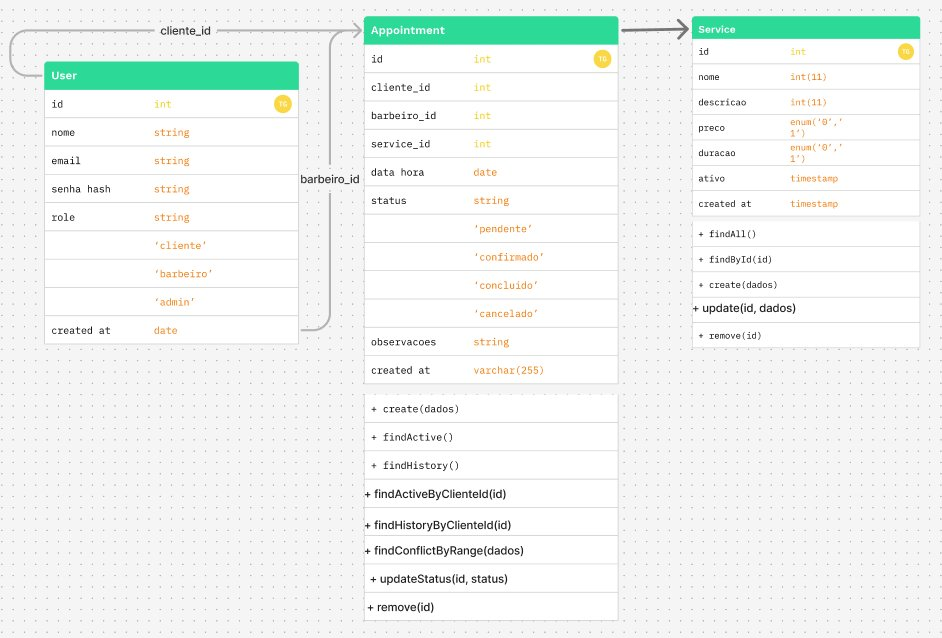 cliente_id
User
id int TG
nome string
email string
senha hash string
role string
‘cliente’
‘barbeiro’
‘admin’
created at date
barbeiro_id
Appointment
id int TG
cliente_id int
barbeiro_id int
service_id int
data hora date
status string
‘pendente’
‘confirmado’
‘concluido’
‘cancelado’
observacoes string
created at varchar(255)
+ create(dados)
+ findActive()
+ findHistory()
+ findActiveByClienteId(id)
+ findHistoryByClienteId(id)
+ findConflictByRange(dados)
+ updateStatus(id, status)
+ remove(id)
Service
id int TG
nome int(11)
descricao int(11)
preco enum(‘0’,’
1’)
duracao enum(‘0’,’
1’)
ativo timestamp
created at timestamp
+ findAll()
+ findById(id)
+ create(dados)
+ update(id, dados)
+ remove(id)